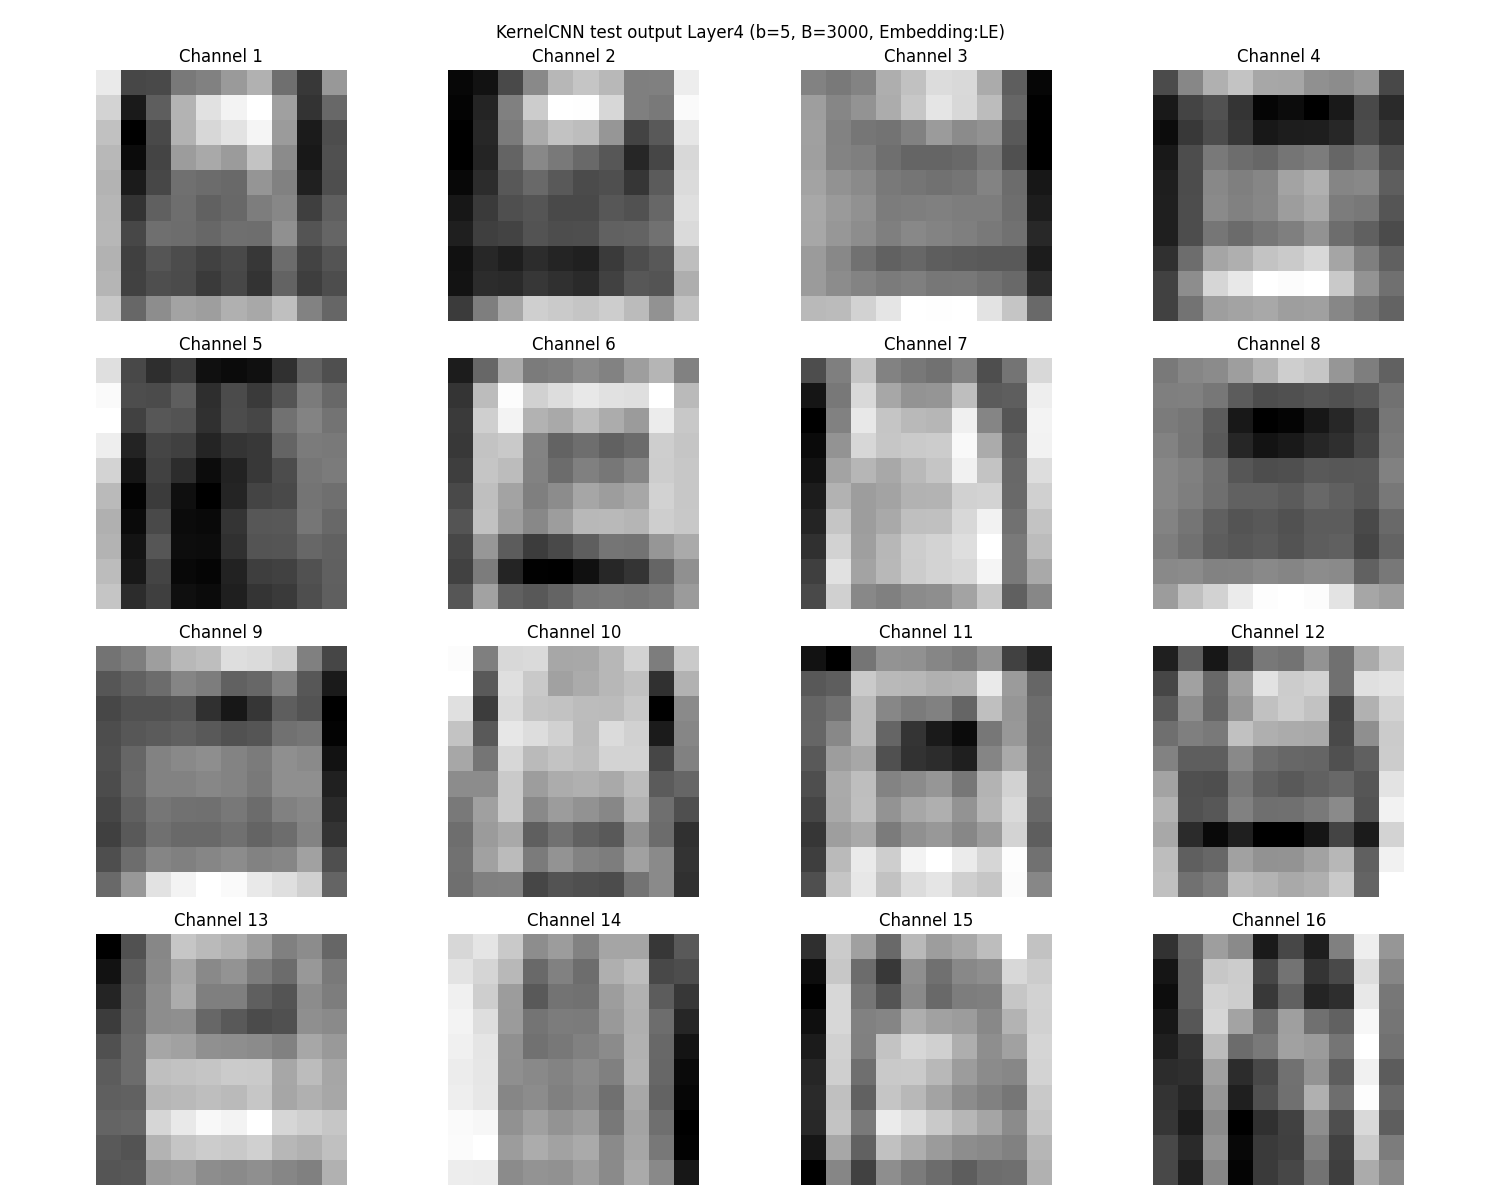 KernelCNN test output Layer4 (b=5, B=3000, Embedding:LE)
Channel 1 Channel 2 Channel 3 Channel 4
Channel 5 Channel 6 Channel 7 Channel 8
Channel 9 Channel 10 Channel 11 Channel 12
Channel 13 Channel 14 Channel 15 Channel 16